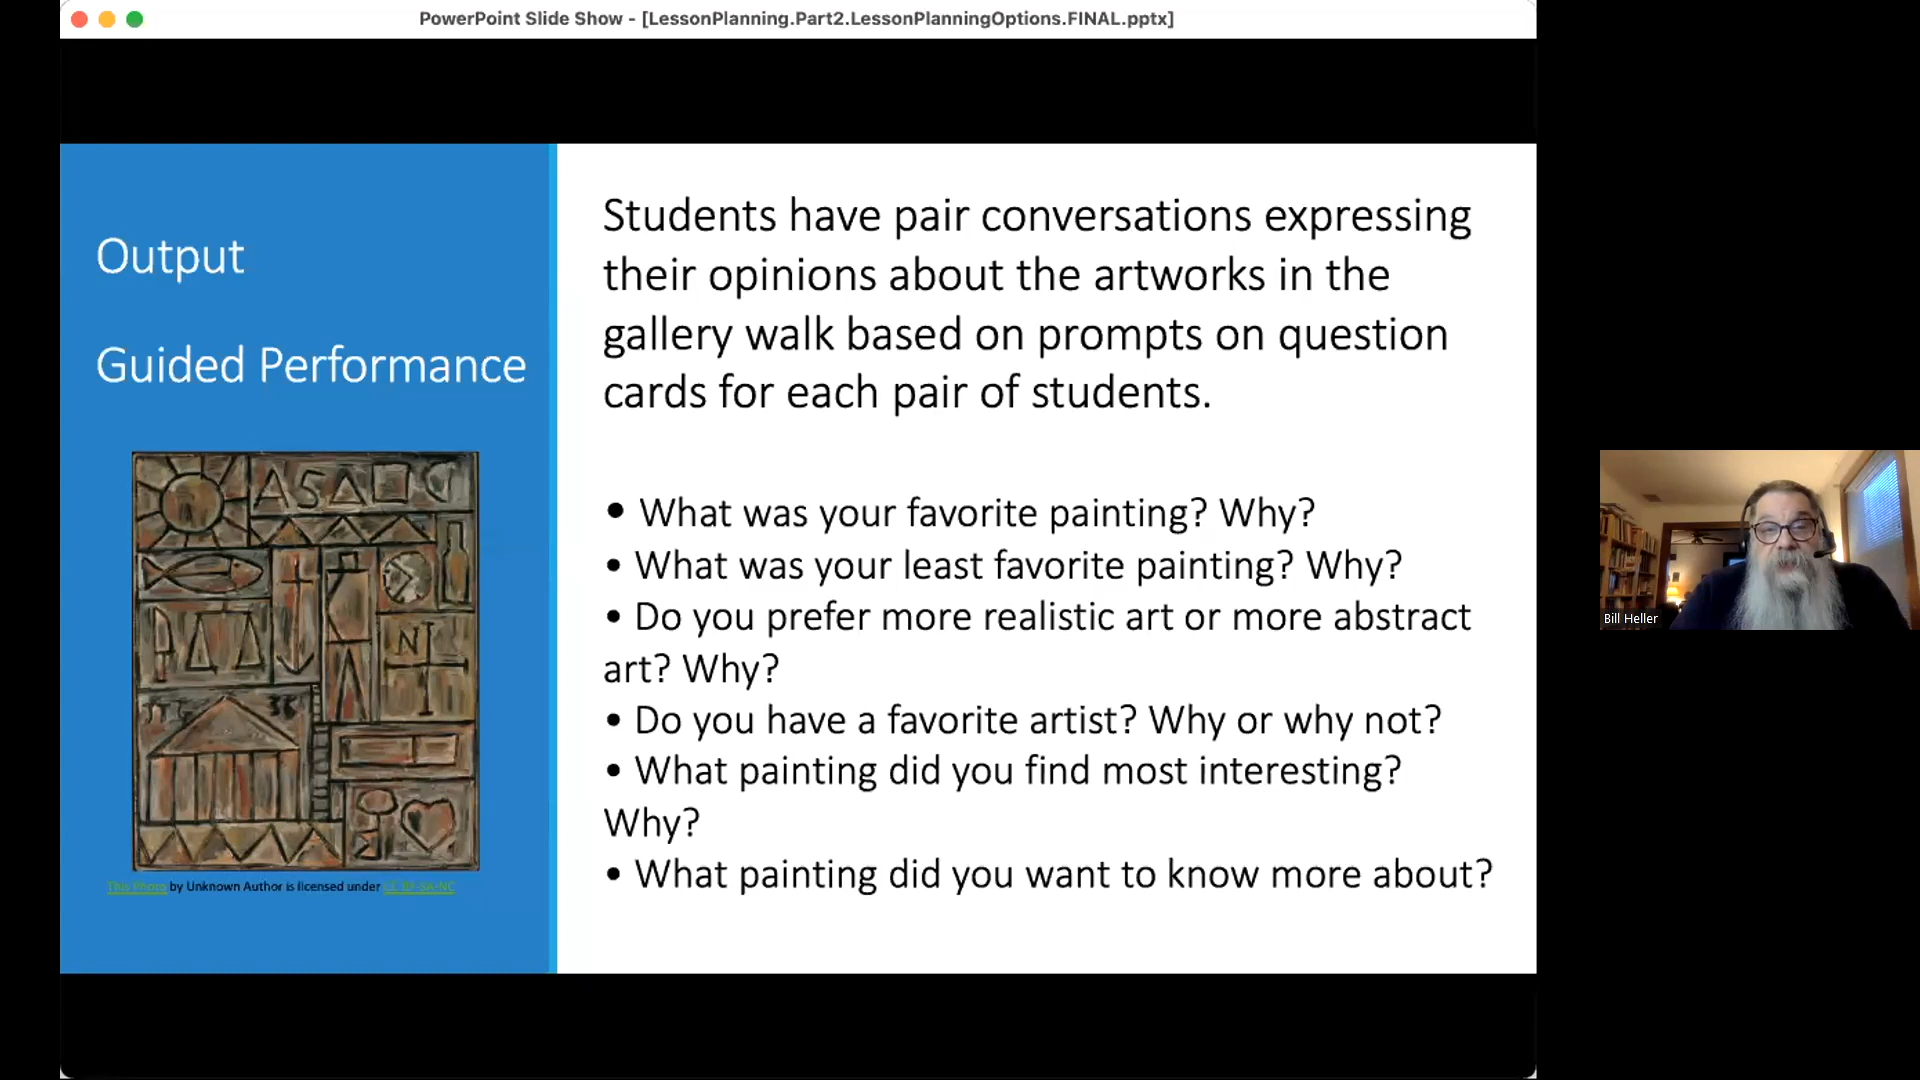 PowerPoint Slide Show - [LessonPlanning.Part2.LessonPlanningOptions.FINAL.pptx]
Output
Guided Performance
This Photo by Unknown Author is licensed under CC BY-SA-NC
Students have pair conversations expressing
their opinions about the artworks in the
gallery walk based on prompts on question
cards for each pair of students.
• What was your favorite painting? Why?
• What was your least favorite painting? Why?
• Do you prefer more realistic art or more abstract
art? Why?
• Do you have a favorite artist? Why or why not?
• What painting did you find most interesting?
Why?
• What painting did you want to know more about?
Bill Heller